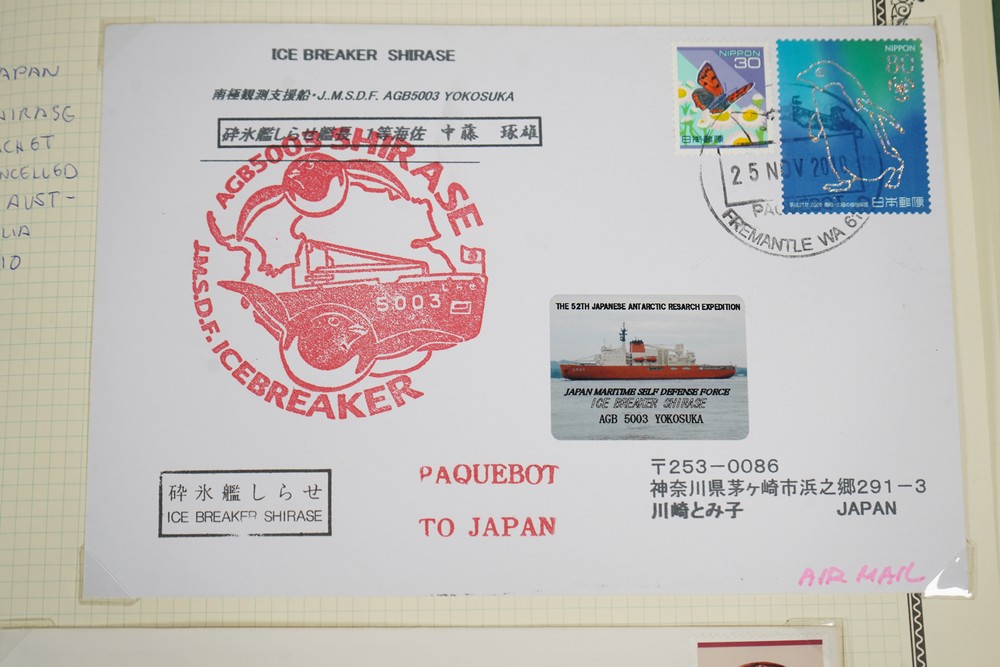 APAN
CANCELLED
AUST-
LIA
10
ICE BREAKER SHIRASE
南極観測支援船・J.M.S.D.F. AGB5003 YOKOSUKA
砕氷艦しらせ艦長 1等海佐 中藤 琢雄
NIPPON
30
日本郵便
NIPPON
80
日本郵便
25 NOV 2010
FREMANTLE WA
AGB5003 SHIRASE
5003
J.M.S.D.F. ICEBREAKER
THE 52TH JAPANESE ANTARCTIC RESARCH EXPEDITION
JAPAN MARITIME SELF DEFENSE FORCE
ICE BREAKER SHIRASE
AGB 5003 YOKOSUKA
砕氷艦しらせ
ICE BREAKER SHIRASE
PAQUEBOT
TO JAPAN
〒253-0086
神奈川県茅ヶ崎市浜之郷291-3
川崎とみ子 JAPAN
AIR MAIL